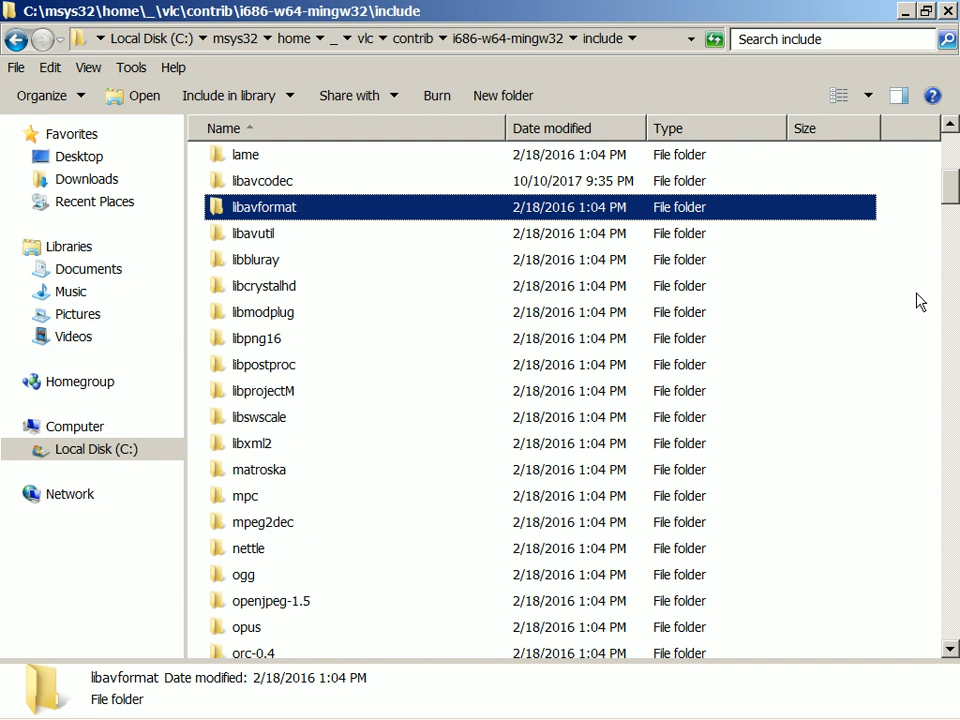 C:\msys32\home\_\vlc\contrib\i686-w64-mingw32\include
Local Disk (C:) msys32 home _ vlc contrib i686-w64-mingw32 include Search include
File Edit View Tools Help
Organize Open Include in library Share with Burn New folder
Favorites
Desktop
Downloads
Recent Places
Libraries
Documents
Music
Pictures
Videos
Homegroup
Computer
Local Disk (C:)
Network
Name Date modified Type Size
lame 2/18/2016 1:04 PM File folder
libavcodec 10/10/2017 9:35 PM File folder
libavformat 2/18/2016 1:04 PM File folder
libavutil 2/18/2016 1:04 PM File folder
libbluray 2/18/2016 1:04 PM File folder
libcrystalhd 2/18/2016 1:04 PM File folder
libmodplug 2/18/2016 1:04 PM File folder
libpng16 2/18/2016 1:04 PM File folder
libpostproc 2/18/2016 1:04 PM File folder
libprojectM 2/18/2016 1:04 PM File folder
libswscale 2/18/2016 1:04 PM File folder
libxml2 2/18/2016 1:04 PM File folder
matroska 2/18/2016 1:04 PM File folder
mpc 2/18/2016 1:04 PM File folder
mpeg2dec 2/18/2016 1:04 PM File folder
nettle 2/18/2016 1:04 PM File folder
ogg 2/18/2016 1:04 PM File folder
openjpeg-1.5 2/18/2016 1:04 PM File folder
opus 2/18/2016 1:04 PM File folder
orc-0.4 2/18/2016 1:04 PM File folder
libavformat Date modified: 2/18/2016 1:04 PM
File folder